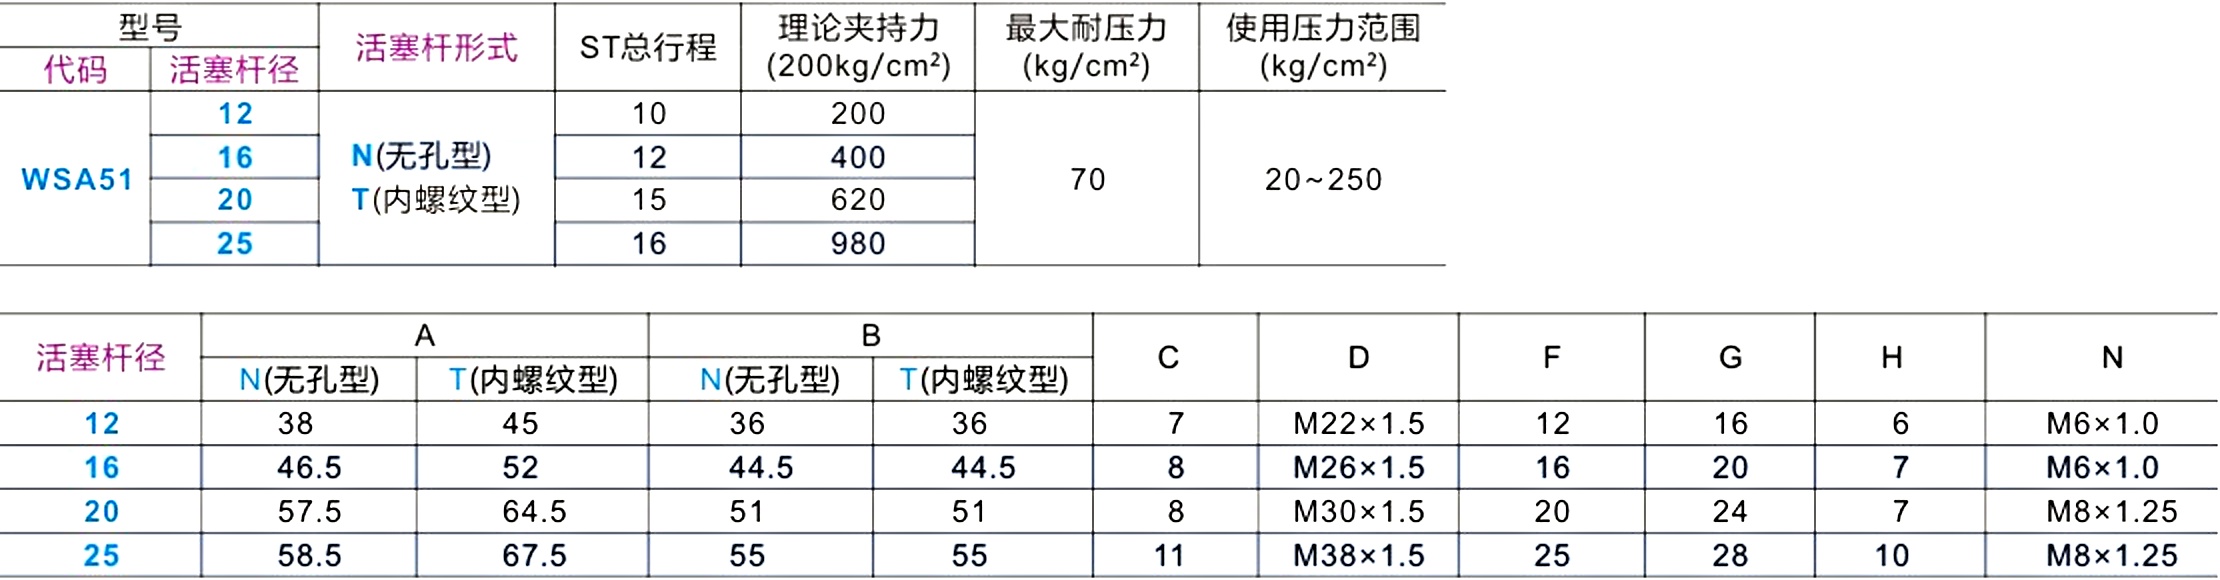 型号 活塞杆形式 ST总行程 理论夹持力 最大耐压力 使用压力范围
代码 活塞杆径 (200kg/cm²) (kg/cm²) (kg/cm²)
WSA51 N(无孔型) T(内螺纹型) 70 20~250
12 10 200
16 12 400
20 15 620
25 16 980
活塞杆径 A B C D F G H N
N(无孔型) T(内螺纹型) N(无孔型) T(内螺纹型)
12 38 45 36 36 7 M22×1.5 12 16 6 M6×1.0
16 46.5 52 44.5 44.5 8 M26×1.5 16 20 7 M6×1.0
20 57.5 64.5 51 51 8 M30×1.5 20 24 7 M8×1.25
25 58.5 67.5 55 55 11 M38×1.5 25 28 10 M8×1.25